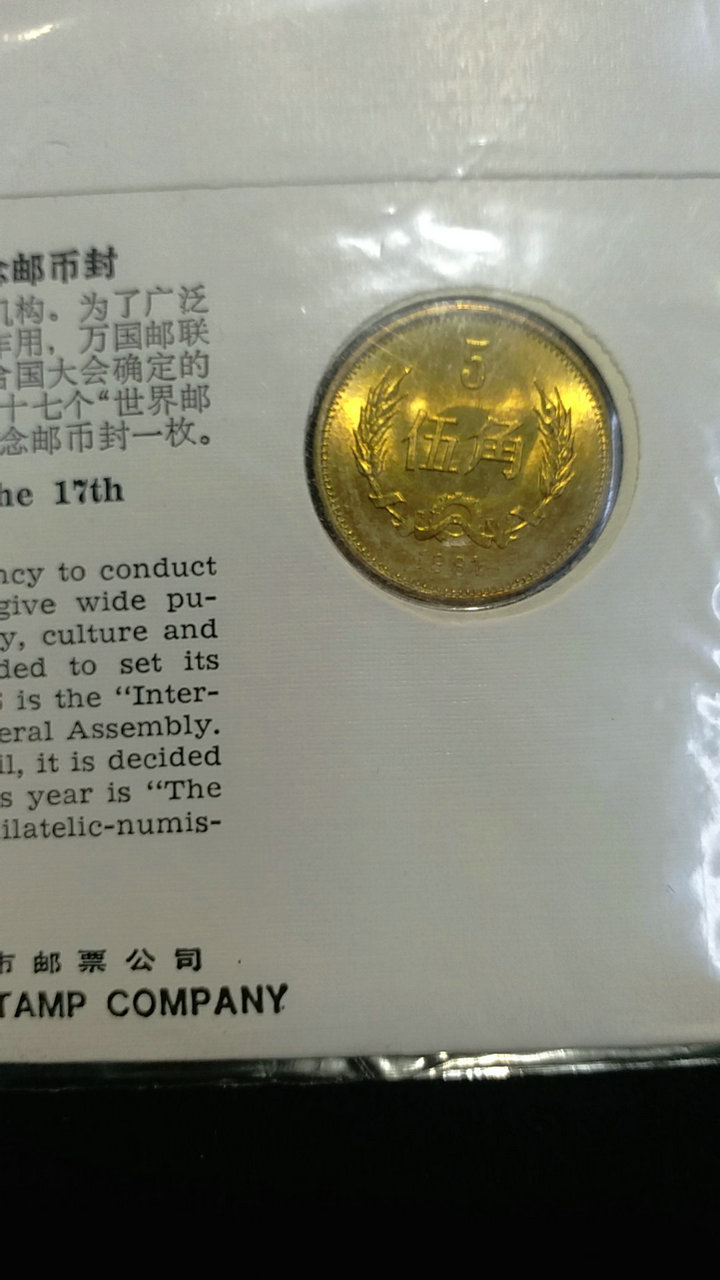 念邮币封
机构。为了广泛
作用，万国邮联
合国大会确定的
十七个“世界邮
念邮币封一枚。
he 17th
ncy to conduct
give wide pu-
y, culture and
ded to set its
is the “Inter-
eral Assembly.
il, it is decided
s year is “The
ilatelic-numis-
市邮票公司
TAMP COMPANY
5
伍角
1981